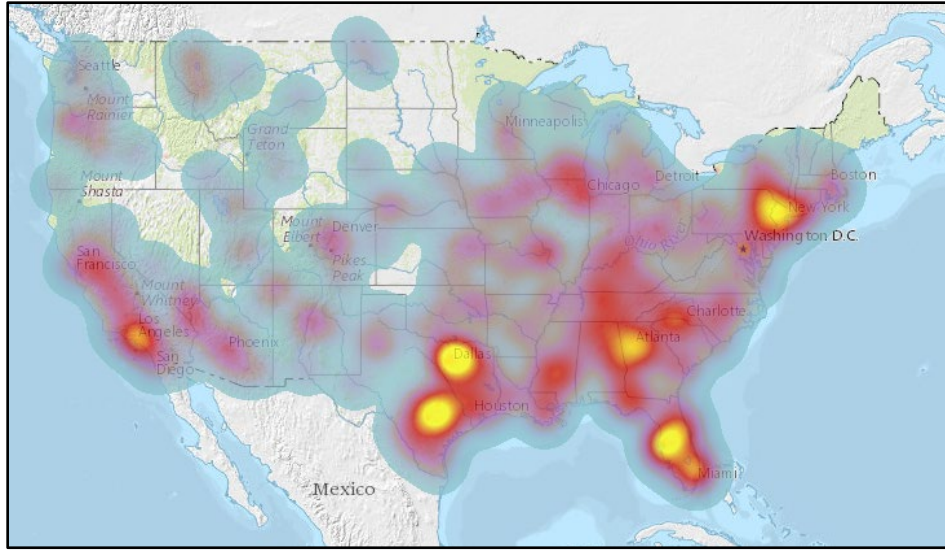 Seattle
Mount
Rainier
Mount
Shasta
Grand
Teton
Minneapolis
Chicago
Detroit
Boston
New York
Washington D.C.
Ohio River
San
Francisco
Mount
Whitney
Los
Angeles
San
Diego
Phoenix
Mount
Elbert
Denver
Pikes
Peak
Dallas
Houston
Atlanta
Charlotte
Miami
Mexico